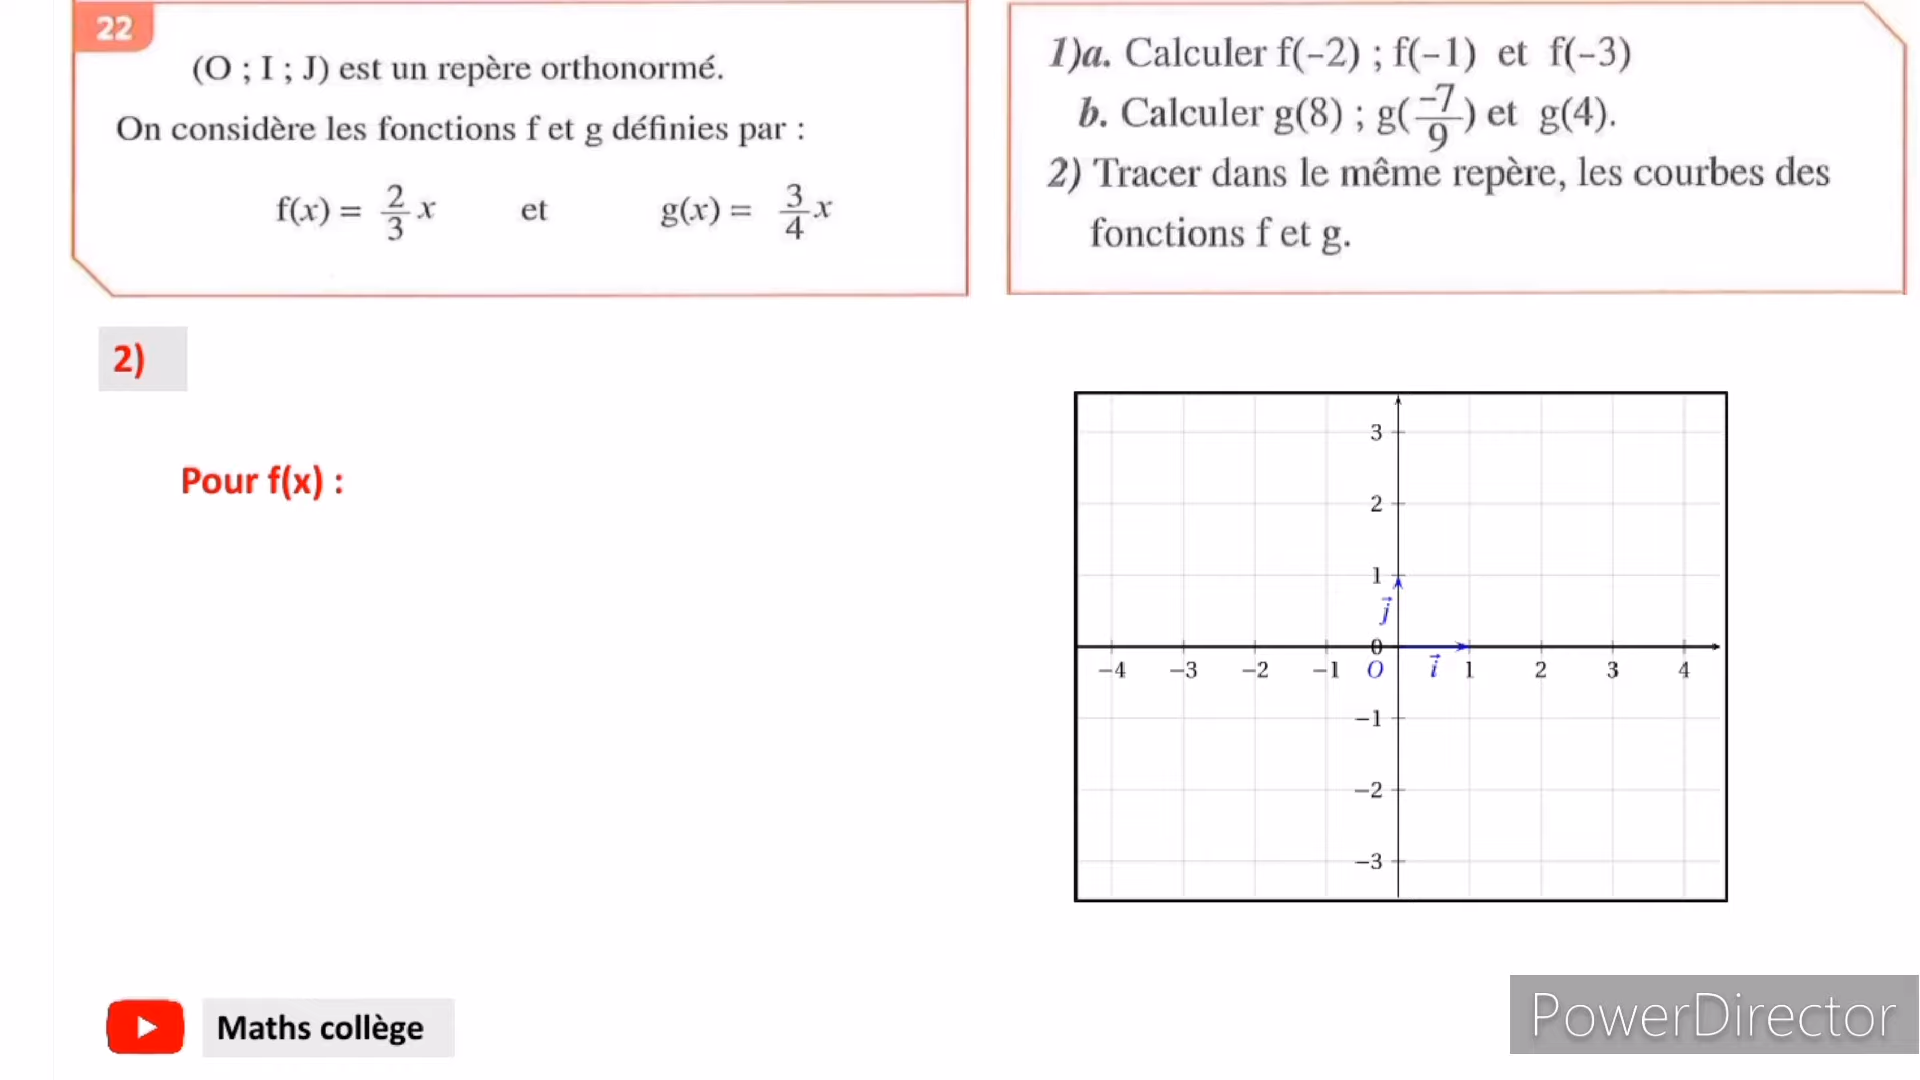 22
(O ; I ; J) est un repère orthonormé.
On considère les fonctions f et g définies par :
f(x) = 2/3 x et g(x) = 3/4 x
1)a. Calculer f(−2) ; f(−1) et f(−3)
b. Calculer g(8) ; g(−7/9) et g(4).
2) Tracer dans le même repère, les courbes des
fonctions f et g.
2)
Pour f(x) :
3
2
1
j
0
−4 −3 −2 −1 O i 1 2 3 4
−1
−2
−3
Maths collège
PowerDirector